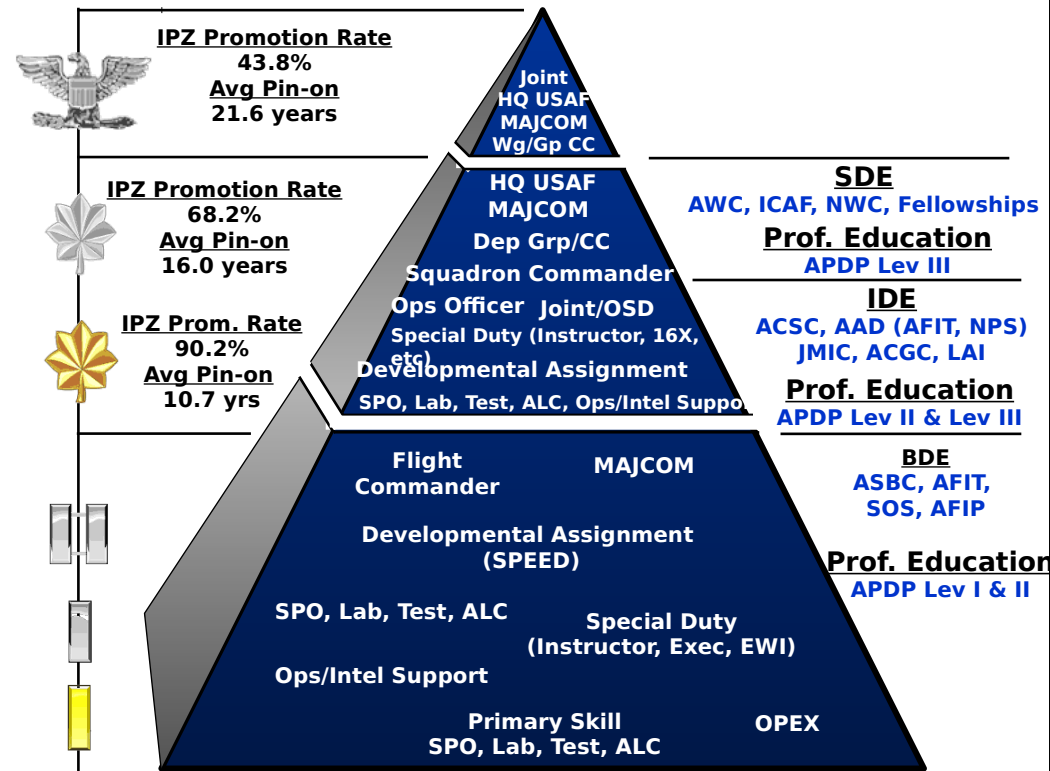 IPZ Promotion Rate
43.8%
Avg Pin-on
21.6 years
IPZ Promotion Rate
68.2%
Avg Pin-on
16.0 years
IPZ Prom. Rate
90.2%
Avg Pin-on
10.7 yrs
Joint
HQ USAF
MAJCOM
Wg/Gp CC
HQ USAF
MAJCOM
Dep Grp/CC
Squadron Commander
Ops Officer Joint/OSD
Special Duty (Instructor, 16X,
etc)
Developmental Assignment
SPO, Lab, Test, ALC, Ops/Intel Suppor
Flight
Commander
MAJCOM
Developmental Assignment
(SPEED)
SPO, Lab, Test, ALC
Special Duty
(Instructor, Exec, EWI)
Ops/Intel Support
Primary Skill
SPO, Lab, Test, ALC
OPEX
SDE
AWC, ICAF, NWC, Fellowships
Prof. Education
APDP Lev III
IDE
ACSC, AAD (AFIT, NPS)
JMIC, ACGC, LAI
Prof. Education
APDP Lev II & Lev III
BDE
ASBC, AFIT,
SOS, AFIP
Prof. Education
APDP Lev I & II